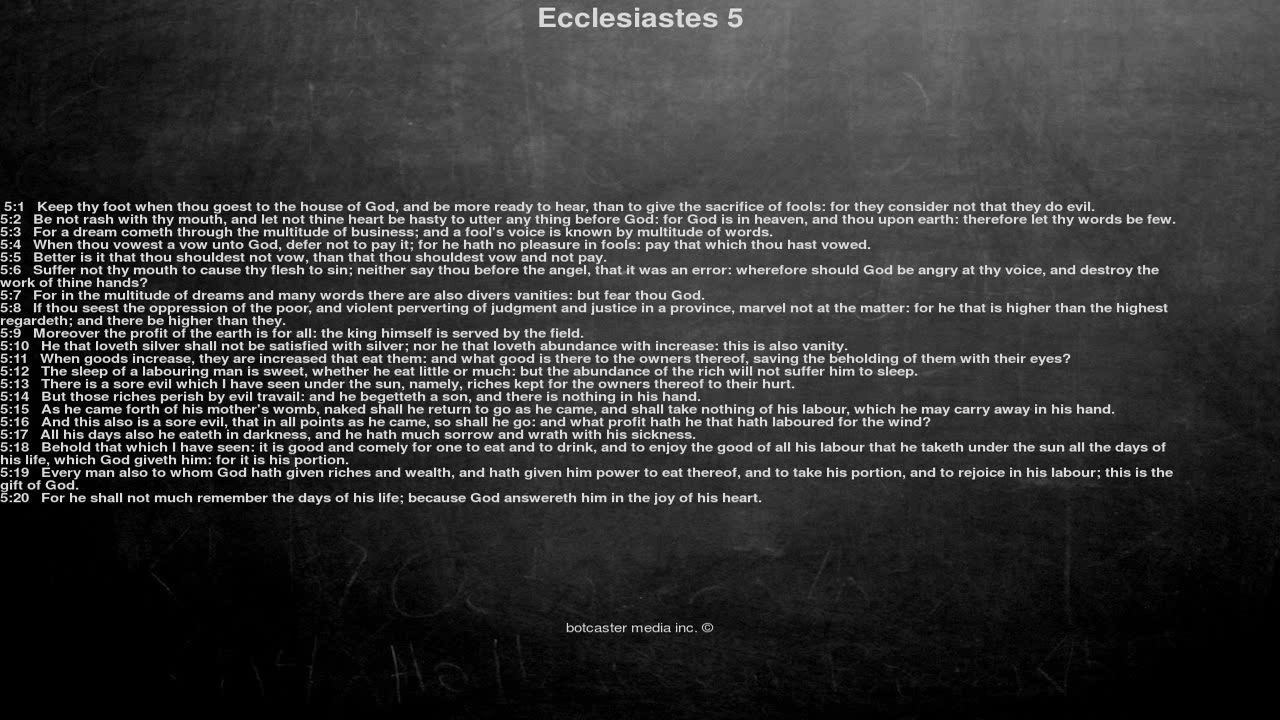 Ecclesiastes 5
5:1 Keep thy foot when thou goest to the house of God, and be more ready to hear, than to give the sacrifice of fools: for they consider not that they do evil.
5:2 Be not rash with thy mouth, and let not thine heart be hasty to utter any thing before God: for God is in heaven, and thou upon earth: therefore let thy words be few.
5:3 For a dream cometh through the multitude of business; and a fool's voice is known by multitude of words.
5:4 When thou vowest a vow unto God, defer not to pay it; for he hath no pleasure in fools: pay that which thou hast vowed.
5:5 Better is it that thou shouldest not vow, than that thou shouldest vow and not pay.
5:6 Suffer not thy mouth to cause thy flesh to sin; neither say thou before the angel, that it was an error: wherefore should God be angry at thy voice, and destroy the
work of thine hands?
5:7 For in the multitude of dreams and many words there are also divers vanities: but fear thou God.
5:8 If thou seest the oppression of the poor, and violent perverting of judgment and justice in a province, marvel not at the matter: for he that is higher than the highest
regardeth; and there be higher than they.
5:9 Moreover the profit of the earth is for all: the king himself is served by the field.
5:10 He that loveth silver shall not be satisfied with silver; nor he that loveth abundance with increase: this is also vanity.
5:11 When goods increase, they are increased that eat them: and what good is there to the owners thereof, saving the beholding of them with their eyes?
5:12 The sleep of a labouring man is sweet, whether he eat little or much: but the abundance of the rich will not suffer him to sleep.
5:13 There is a sore evil which I have seen under the sun, namely, riches kept for the owners thereof to their hurt.
5:14 But those riches perish by evil travail: and he begetteth a son, and there is nothing in his hand.
5:15 As he came forth of his mother's womb, naked shall he return to go as he came, and shall take nothing of his labour, which he may carry away in his hand.
5:16 And this also is a sore evil, that in all points as he came, so shall he go: and what profit hath he that hath laboured for the wind?
5:17 All his days also he eateth in darkness, and he hath much sorrow and wrath with his sickness.
5:18 Behold that which I have seen: it is good and comely for one to eat and to drink, and to enjoy the good of all his labour that he taketh under the sun all the days of
his life, which God giveth him: for it is his portion.
5:19 Every man also to whom God hath given riches and wealth, and hath given him power to eat thereof, and to take his portion, and to rejoice in his labour; this is the
gift of God.
5:20 For he shall not much remember the days of his life; because God answereth him in the joy of his heart.
botcaster media inc. ©